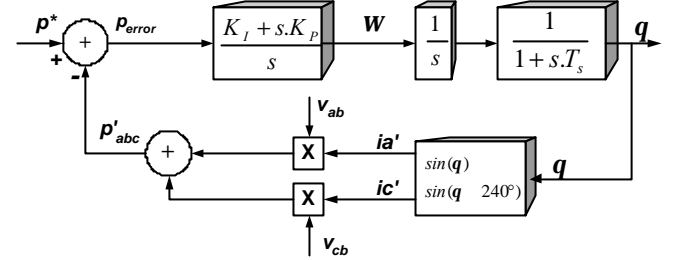 p* + - + p_error
K_I + s.K_P
s
W
1
s
1
1 + s.T_s
q
p'_abc
+
v_ab
X
ia'
X
ic'
v_cb
sin(q)
sin(q 240°)
q